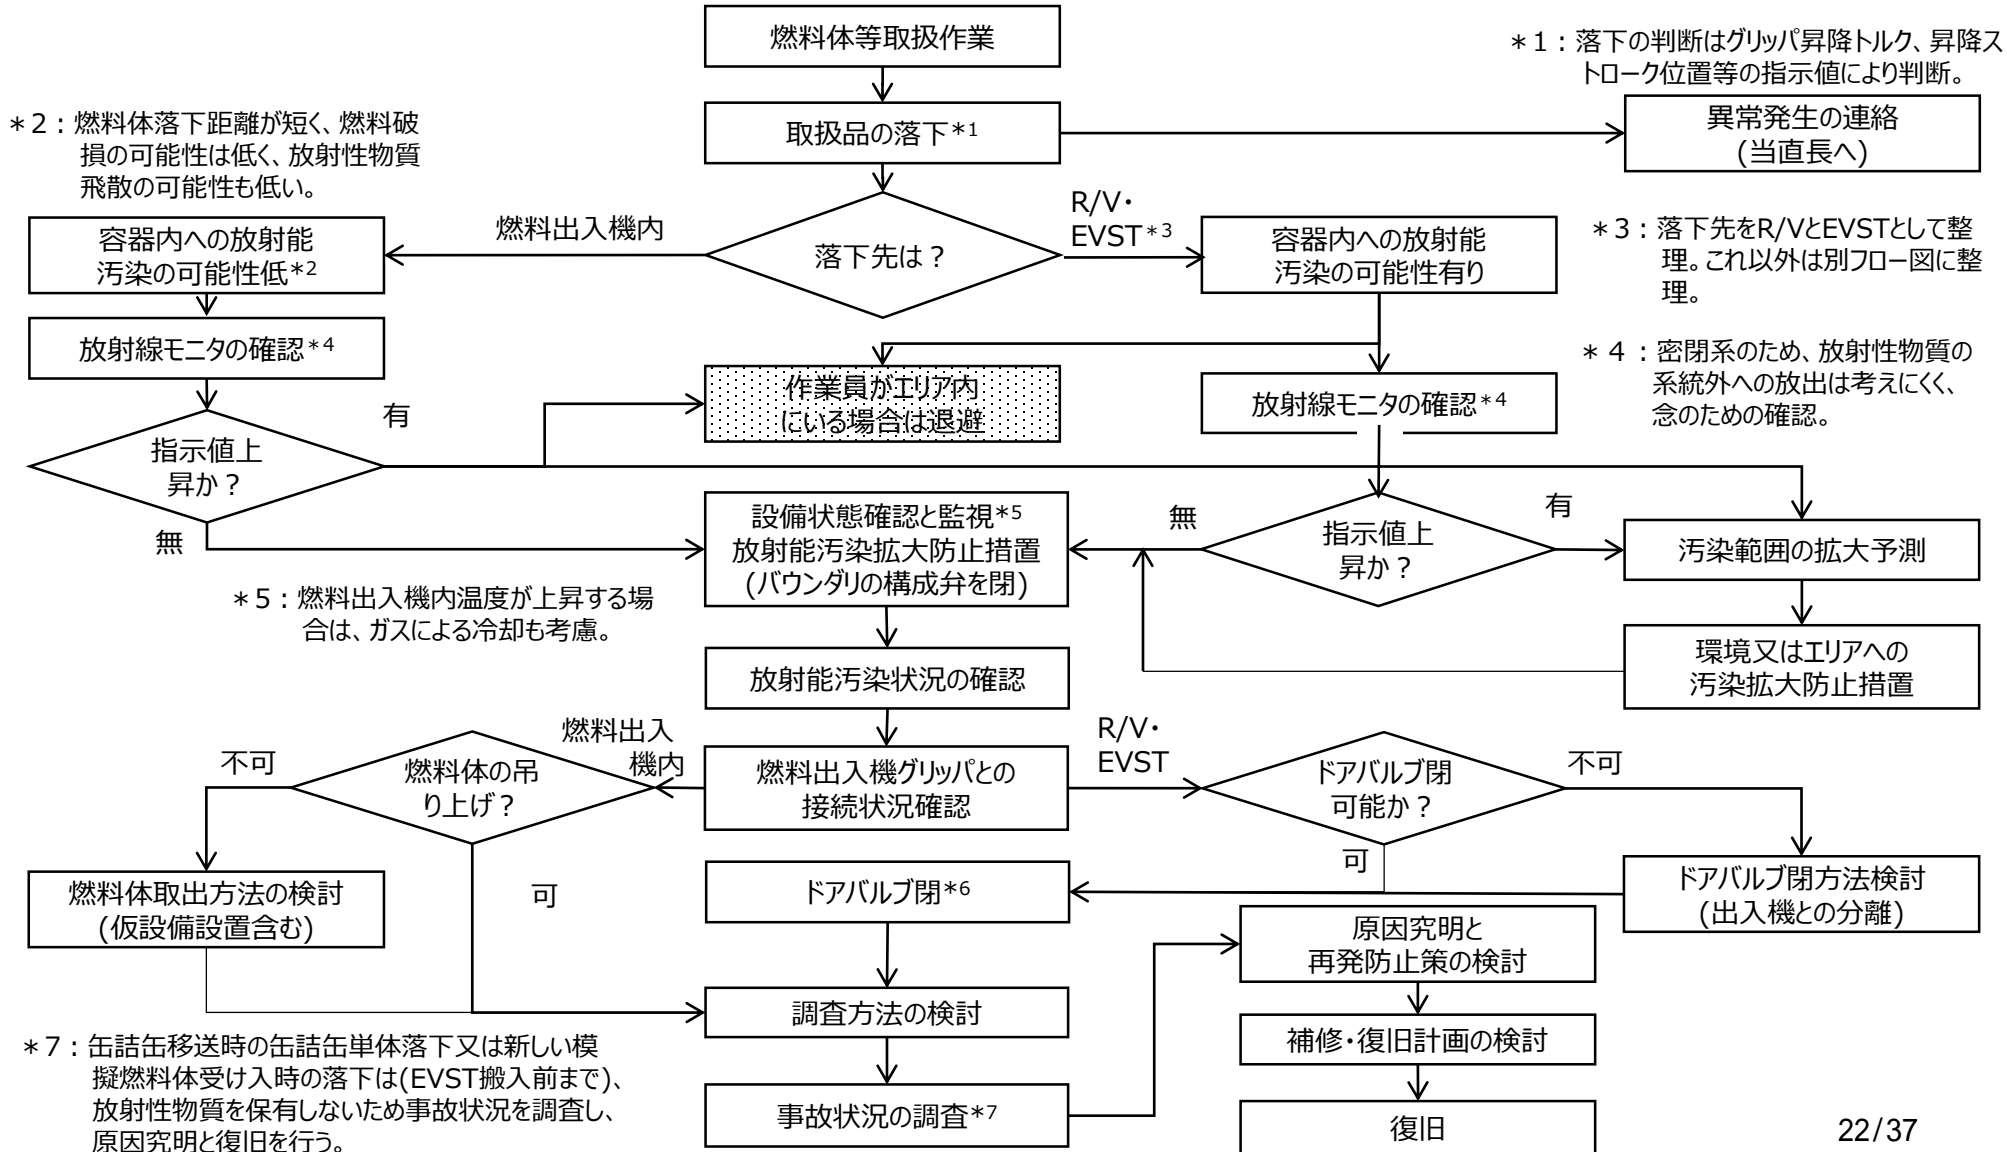 燃料体等取扱作業
*1：落下の判断はグリッパ昇降トルク、昇降ス
トローク位置等の指示値により判断。
取扱品の落下*1
異常発生の連絡
(当直長へ)
*2：燃料体落下距離が短く、燃料破
損の可能性は低く、放射性物質
飛散の可能性も低い。
落下先は？
燃料出入機内
R/V・
EVST*3
容器内への放射能
汚染の可能性低*2
容器内への放射能
汚染の可能性有り
*3：落下先をR/VとEVSTとして整
理。これ以外は別フロー図に整
理。
放射線モニタの確認*4
作業員がエリア内
にいる場合は退避
放射線モニタの確認*4
*4：密閉系のため、放射性物質の
系統外への放出は考えにくく、
念のための確認。
指示値上
昇か？
有
無
設備状態確認と監視*5
放射能汚染拡大防止措置
(バウンダリの構成弁を閉)
無
指示値上
昇か？
有
汚染範囲の拡大予測
*5：燃料出入機内温度が上昇する場
合は、ガスによる冷却も考慮。
環境又はエリアへの
汚染拡大防止措置
放射能汚染状況の確認
燃料出入機グリッパとの
接続状況確認
燃料出入
機内
燃料体の吊
り上げ？
不可
可
R/V・
EVST
ドアバルブ閉
可能か？
不可
可
燃料体取出方法の検討
(仮設備設置含む)
ドアバルブ閉*6
ドアバルブ閉方法検討
(出入機との分離)
調査方法の検討
事故状況の調査*7
原因究明と
再発防止策の検討
補修・復旧計画の検討
復旧
*7：缶詰缶移送時の缶詰缶単体落下又は新しい模
擬燃料体受け入時の落下は(EVST搬入前まで)、
放射性物質を保有しないため事故状況を調査し、
原因究明と復旧を行う。
22/37